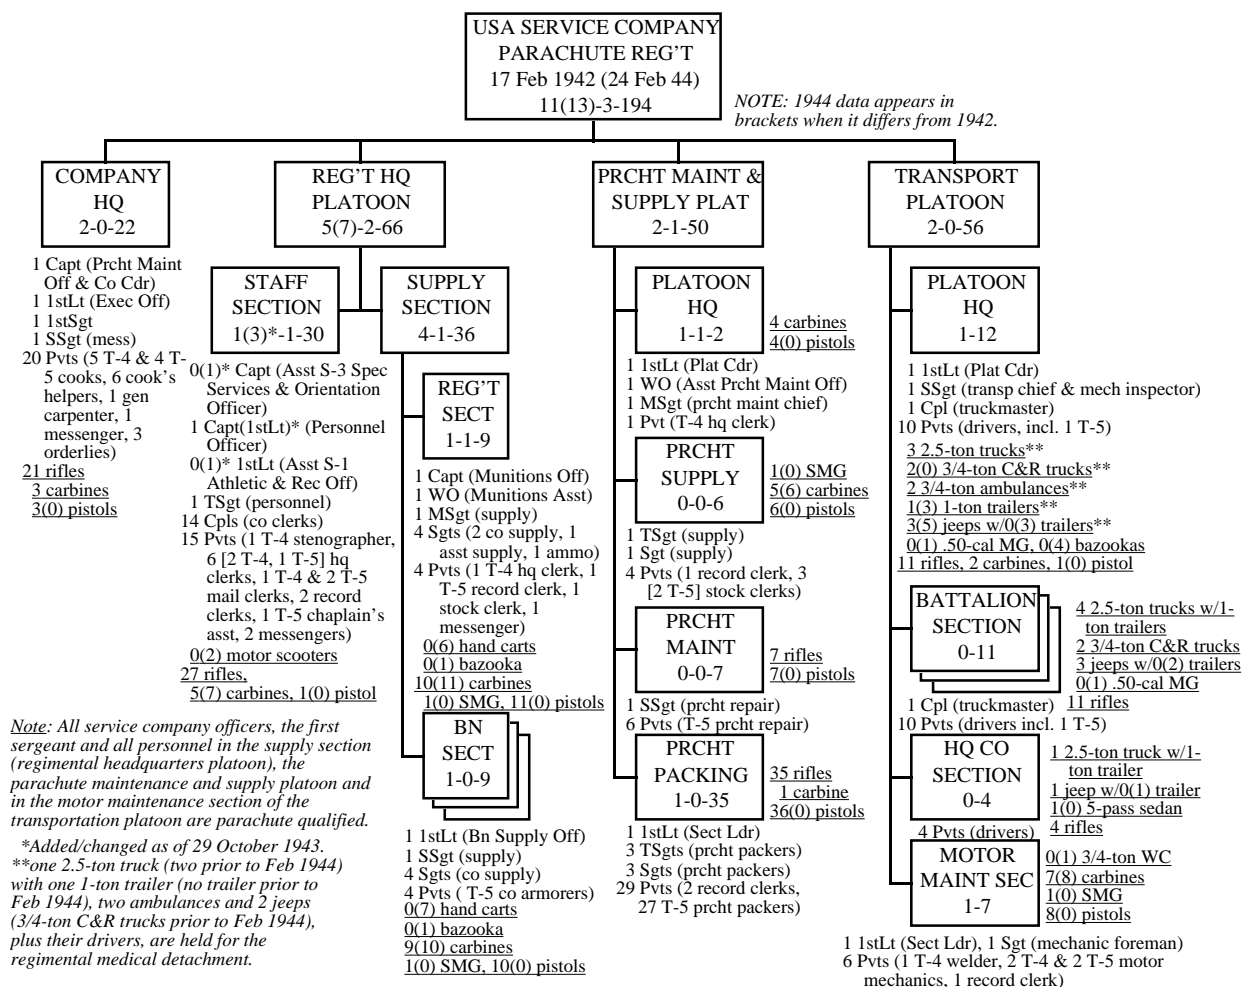 USA SERVICE COMPANY
PARACHUTE REG'T
17 Feb 1942 (24 Feb 44)
11(13)-3-194
NOTE: 1944 data appears in
brackets when it differs from 1942.
COMPANY
HQ
2-0-22
1 Capt (Prcht Maint
Off & Co Cdr)
1 1stLt (Exec Off)
1 1stSgt
1 SSgt (mess)
20 Pvts (5 T-4 & 4 T-
5 cooks, 6 cook's
helpers, 1 gen
carpenter, 1
messenger, 3
orderlies)
21 rifles
3 carbines
3(0) pistols
REG'T HQ
PLATOON
5(7)-2-66
STAFF
SECTION
1(3)*-1-30
0(1)* Capt (Asst S-3 Spec
Services & Orientation
Officer)
1 Capt(1stLt)* (Personnel
Officer)
0(1)* 1stLt (Asst S-1
Athletic & Rec Off)
1 TSgt (personnel)
14 Cpls (co clerks)
15 Pvts (1 T-4 stenographer,
6 [2 T-4, 1 T-5] hq
clerks, 1 T-4 & 2 T-5
mail clerks, 2 record
clerks, 1 T-5 chaplain's
asst, 2 messengers)
0(2) motor scooters
27 rifles,
5(7) carbines, 1(0) pistol
SUPPLY
SECTION
4-1-36
REG'T
SECT
1-1-9
1 Capt (Munitions Off)
1 WO (Munitions Asst)
1 MSgt (supply)
4 Sgts (2 co supply, 1
asst supply, 1 ammo)
4 Pvts (1 T-4 hq clerk, 1
T-5 record clerk, 1
stock clerk, 1
messenger)
0(6) hand carts
0(1) bazooka
10(11) carbines
1(0) SMG, 11(0) pistols
BN
SECT
1-0-9
1 1stLt (Bn Supply Off)
1 SSgt (supply)
4 Sgts (co supply)
4 Pvts ( T-5 co armorers)
0(7) hand carts
0(1) bazooka
9(10) carbines
1(0) SMG, 10(0) pistols
PRCHT MAINT &
SUPPLY PLAT
2-1-50
PLATOON
HQ
1-1-2
4 carbines
4(0) pistols
1 1stLt (Plat Cdr)
1 WO (Asst Prcht Maint Off)
1 MSgt (prcht maint chief)
1 Pvt (T-4 hq clerk)
PRCHT
SUPPLY
0-0-6
1(0) SMG
5(6) carbines
6(0) pistols
1 TSgt (supply)
1 Sgt (supply)
4 Pvts (1 record clerk, 3
[2 T-5] stock clerks)
PRCHT
MAINT
0-0-7
7 rifles
7(0) pistols
1 SSgt (prcht repair)
6 Pvts (T-5 prcht repair)
PRCHT
PACKING
1-0-35
35 rifles
1 carbine
36(0) pistols
1 1stLt (Sect Ldr)
3 TSgts (prcht packers)
3 Sgts (prcht packers)
29 Pvts (2 record clerks,
27 T-5 prcht packers)
TRANSPORT
PLATOON
2-0-56
PLATOON
HQ
1-12
1 1stLt (Plat Cdr)
1 SSgt (transp chief & mech inspector)
1 Cpl (truckmaster)
10 Pvts (drivers, incl. 1 T-5)
3 2.5-ton trucks**
2(0) 3/4-ton C&R trucks**
2 3/4-ton ambulances**
1(3) 1-ton trailers**
3(5) jeeps w/0(3) trailers**
0(1) .50-cal MG, 0(4) bazookas
11 rifles, 2 carbines, 1(0) pistol
BATTALION
SECTION
0-11
4 2.5-ton trucks w/1-
ton trailers
2 3/4-ton C&R trucks
3 jeeps w/0(2) trailers
0(1) .50-cal MG
11 rifles
1 Cpl (truckmaster)
10 Pvts (drivers incl. 1 T-5)
HQ CO
SECTION
0-4
1 2.5-ton truck w/1-
ton trailer
1 jeep w/0(1) trailer
1(0) 5-pass sedan
4 rifles
4 Pvts (drivers)
MOTOR
MAINT SEC
1-7
0(1) 3/4-ton WC
7(8) carbines
1(0) SMG
8(0) pistols
1 1stLt (Sect Ldr), 1 Sgt (mechanic foreman)
6 Pvts (1 T-4 welder, 2 T-4 & 2 T-5 motor
mechanics, 1 record clerk)
Note: All service company officers, the first
sergeant and all personnel in the supply section
(regimental headquarters platoon), the
parachute maintenance and supply platoon and
in the motor maintenance section of the
transportation platoon are parachute qualified.
*Added/changed as of 29 October 1943.
**one 2.5-ton truck (two prior to Feb 1944)
with one 1-ton trailer (no trailer prior to
Feb 1944), two ambulances and 2 jeeps
(3/4-ton C&R trucks prior to Feb 1944),
plus their drivers, are held for the
regimental medical detachment.